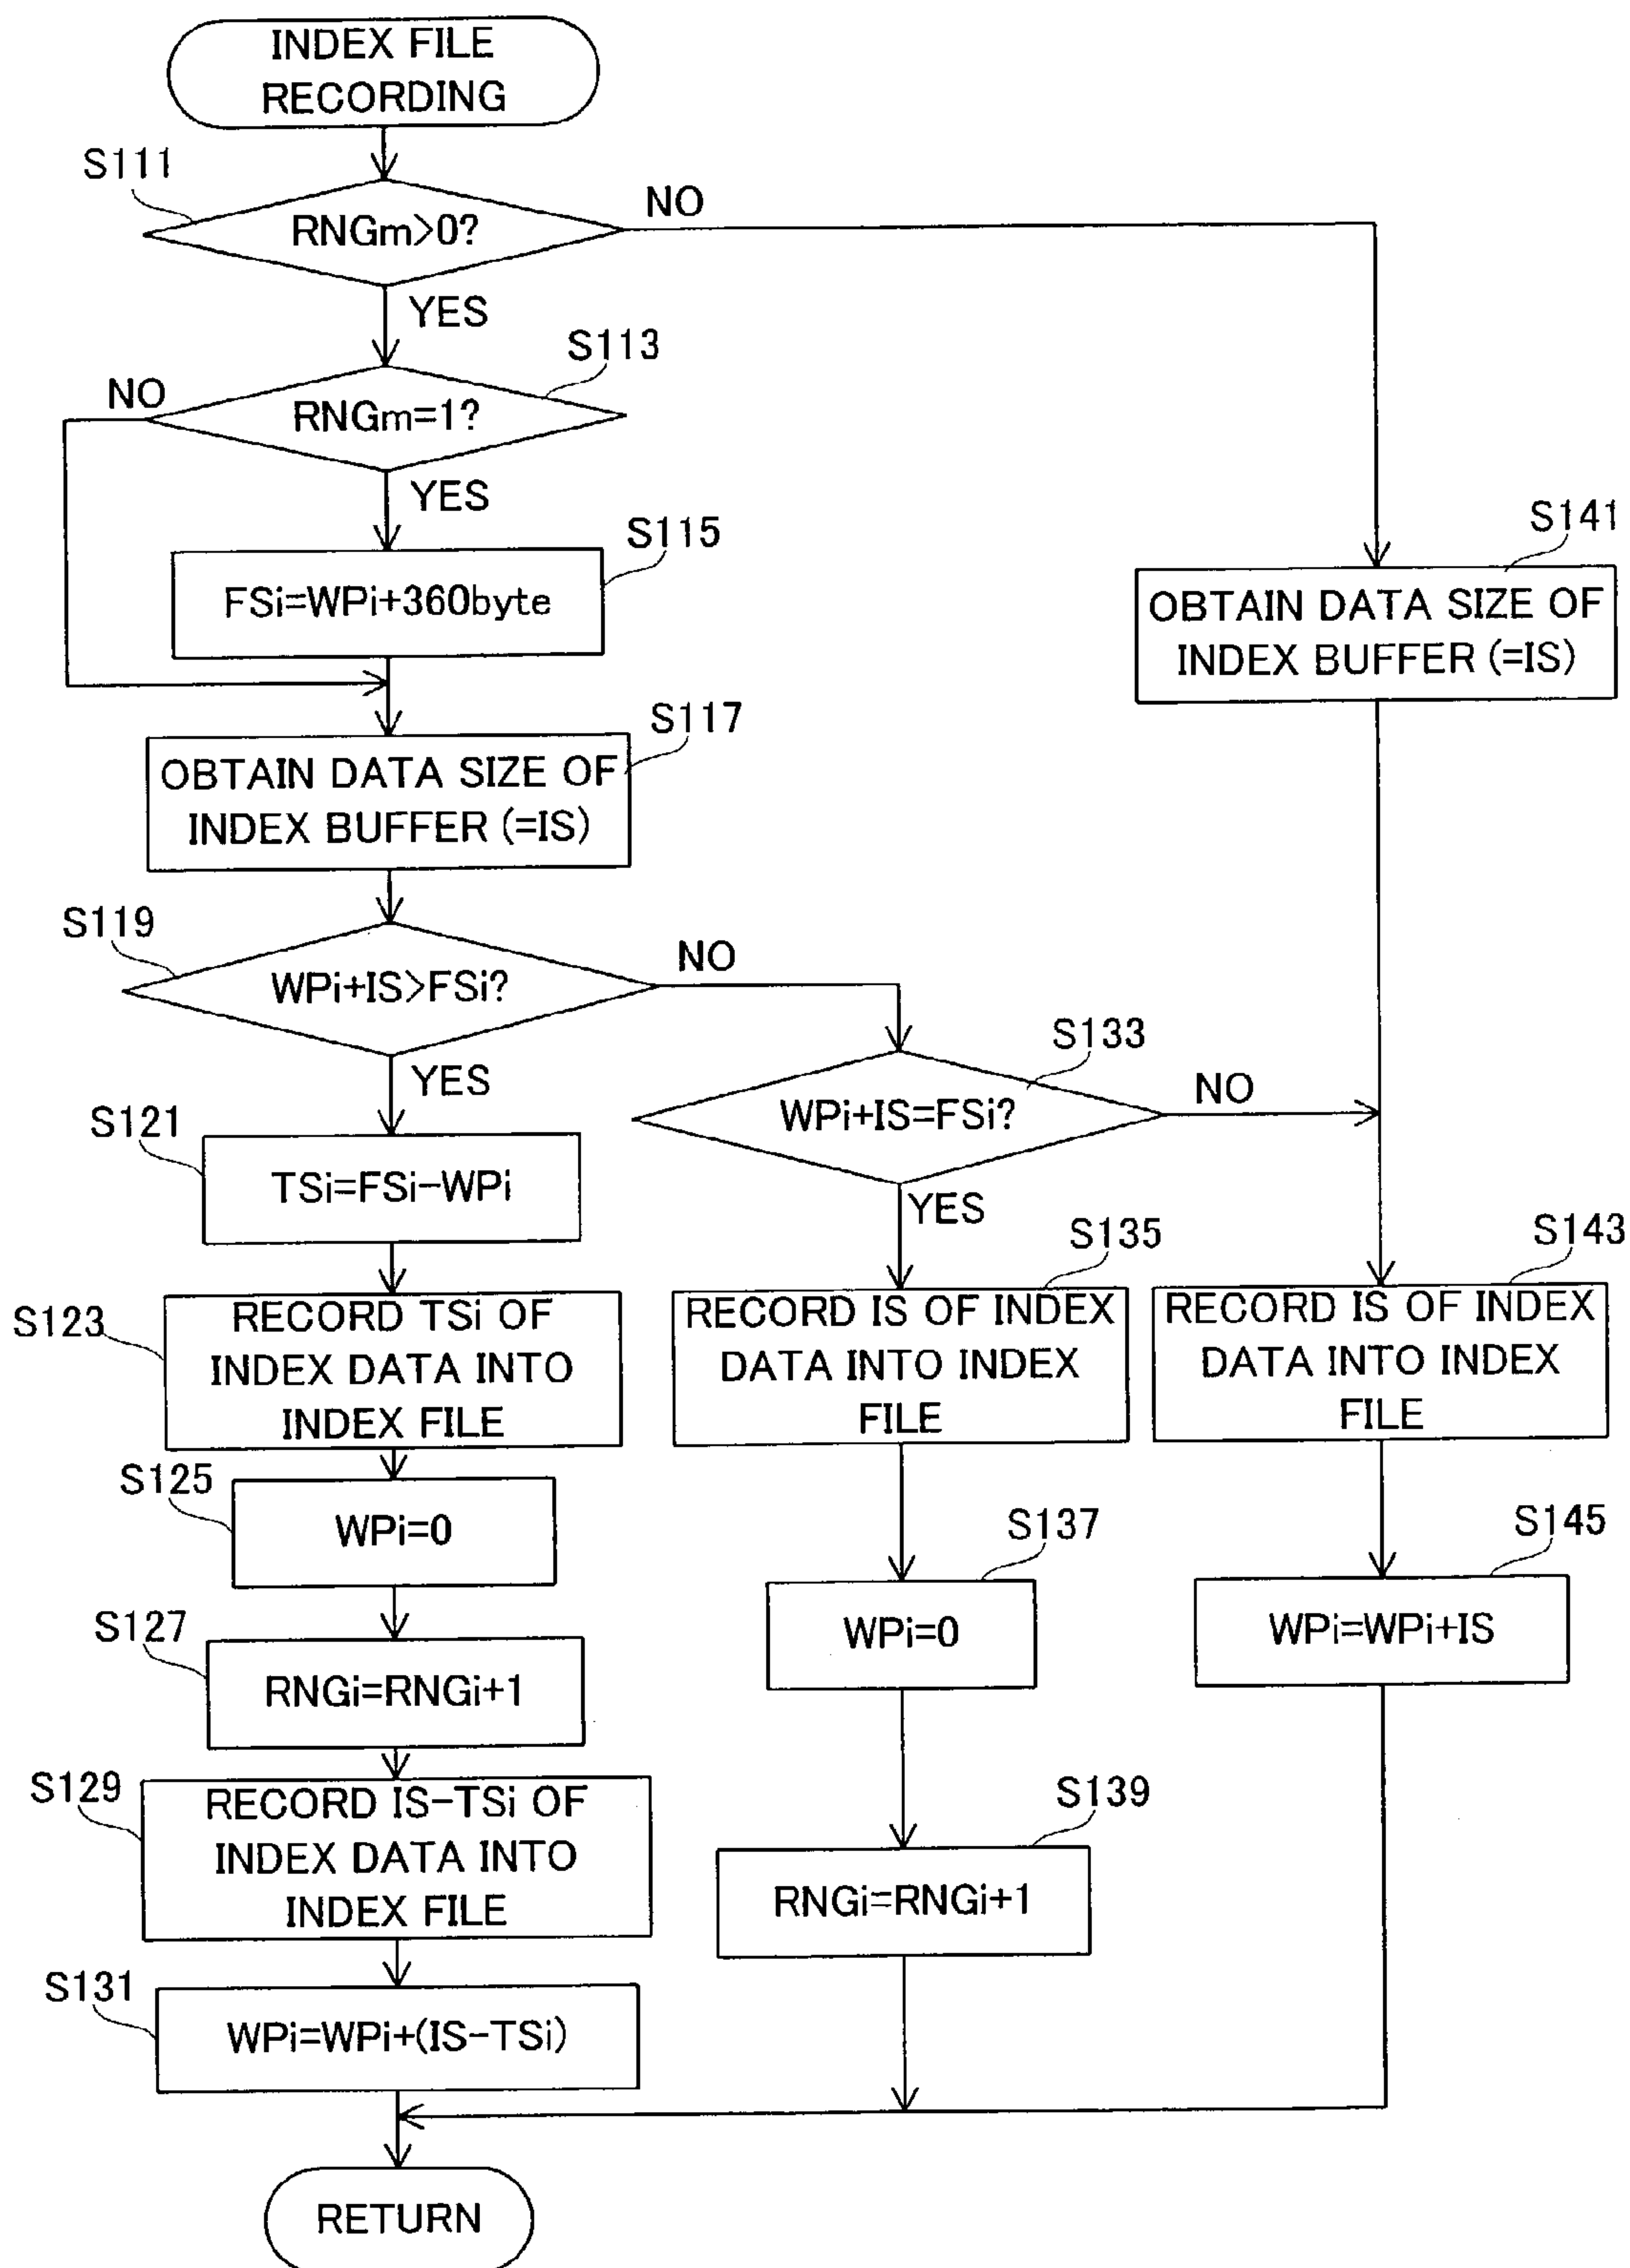 INDEX FILE
RECORDING
S111
RNGm>0?
NO
YES
S113
NO
RNGm=1?
YES
S115
FSi=WPi+360byte
S141
OBTAIN DATA SIZE OF
INDEX BUFFER (=IS)
S117
OBTAIN DATA SIZE OF
INDEX BUFFER (=IS)
S119
WPi+IS>FSi?
NO
YES
S133
WPi+IS=FSi?
NO
YES
S121
TSi=FSi-WPi
S123
RECORD TSi OF
INDEX DATA INTO
INDEX FILE
S135
RECORD IS OF INDEX
DATA INTO INDEX
FILE
S143
RECORD IS OF INDEX
DATA INTO INDEX
FILE
S125
WPi=0
S137
WPi=0
S145
WPi=WPi+IS
S127
RNGi=RNGi+1
S129
RECORD IS-TSi OF
INDEX DATA INTO
INDEX FILE
S139
RNGi=RNGi+1
S131
WPi=WPi+(IS-TSi)
RETURN